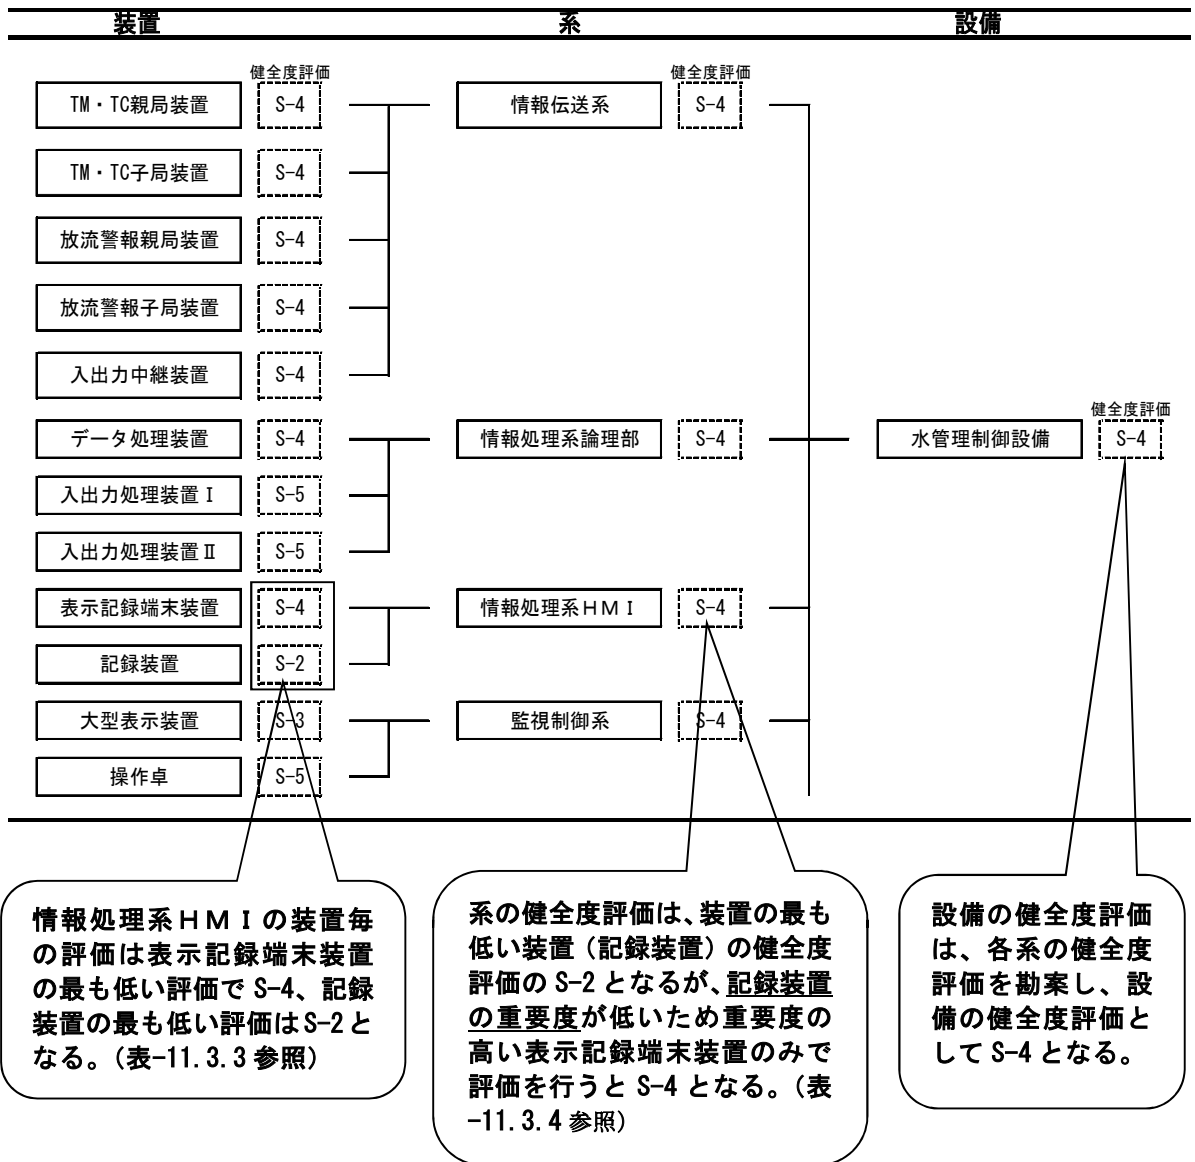 装置 系 設備
健全度評価 健全度評価
TM・TC親局装置 S-4 情報伝送系 S-4
TM・TC子局装置 S-4
放流警報親局装置 S-4
放流警報子局装置 S-4
入出力中継装置 S-4
健全度評価
データ処理装置 S-4 情報処理系論理部 S-4 水管理制御設備 S-4
入出力処理装置Ⅰ S-5
入出力処理装置Ⅱ S-5
表示記録端末装置 S-4 情報処理系ＨＭＩ S-4
記録装置 S-2
大型表示装置 S-3 監視制御系 S-4
操作卓 S-5
情報処理系ＨＭＩの装置毎
の評価は表示記録端末装置
の最も低い評価で S-4、記録
装置の最も低い評価は S-2 と
なる。（表-11.3.3 参照）
系の健全度評価は、装置の最も
低い装置（記録装置）の健全度
評価の S-2 となるが、記録装置
の重要度が低いため重要度の
高い表示記録端末装置のみで
評価を行うと S-4 となる。（表
-11.3.4 参照）
設備の健全度評価
は、各系の健全度
評価を勘案し、設
備の健全度評価と
して S-4 となる。